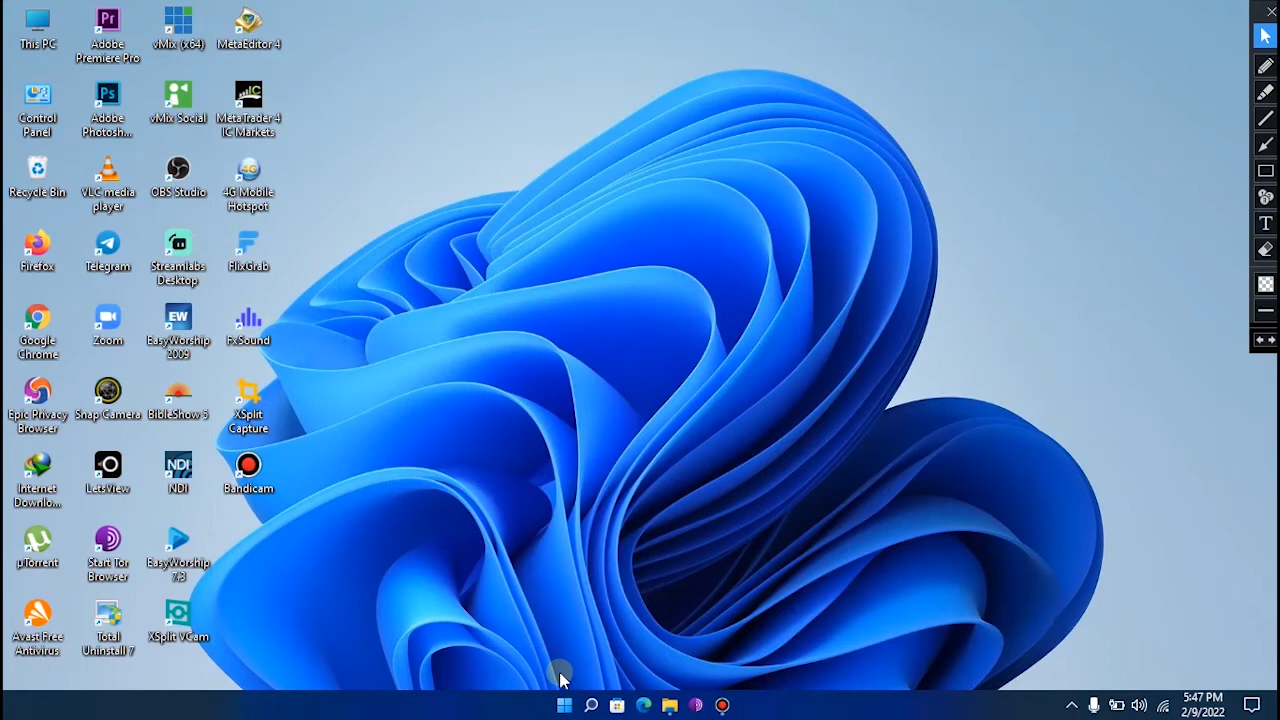 This PC
Adobe
Premiere Pro
vMix (x64)
MetaEditor 4
Control
Panel
Adobe
Photosh...
vMix Social
MetaTrader 4
IC Markets
Recycle Bin
VLC media
player
OBS Studio
4G Mobile
Hotspot
Firefox
Telegram
Streamlabs
Desktop
FlixGrab
Google
Chrome
Zoom
EasyWorship
2009
FxSound
Epic Privacy
Browser
Snap Camera
BibleShow 6
XSplit
Capture
Internet
Downlo...
LetsView
NDI
Bandicam
µTorrent
Start Tor
Browser
EasyWorship
7.3
Avast Free
Antivirus
Total
Uninstall 7
XSplit VCam
5:47 PM
2/9/2022